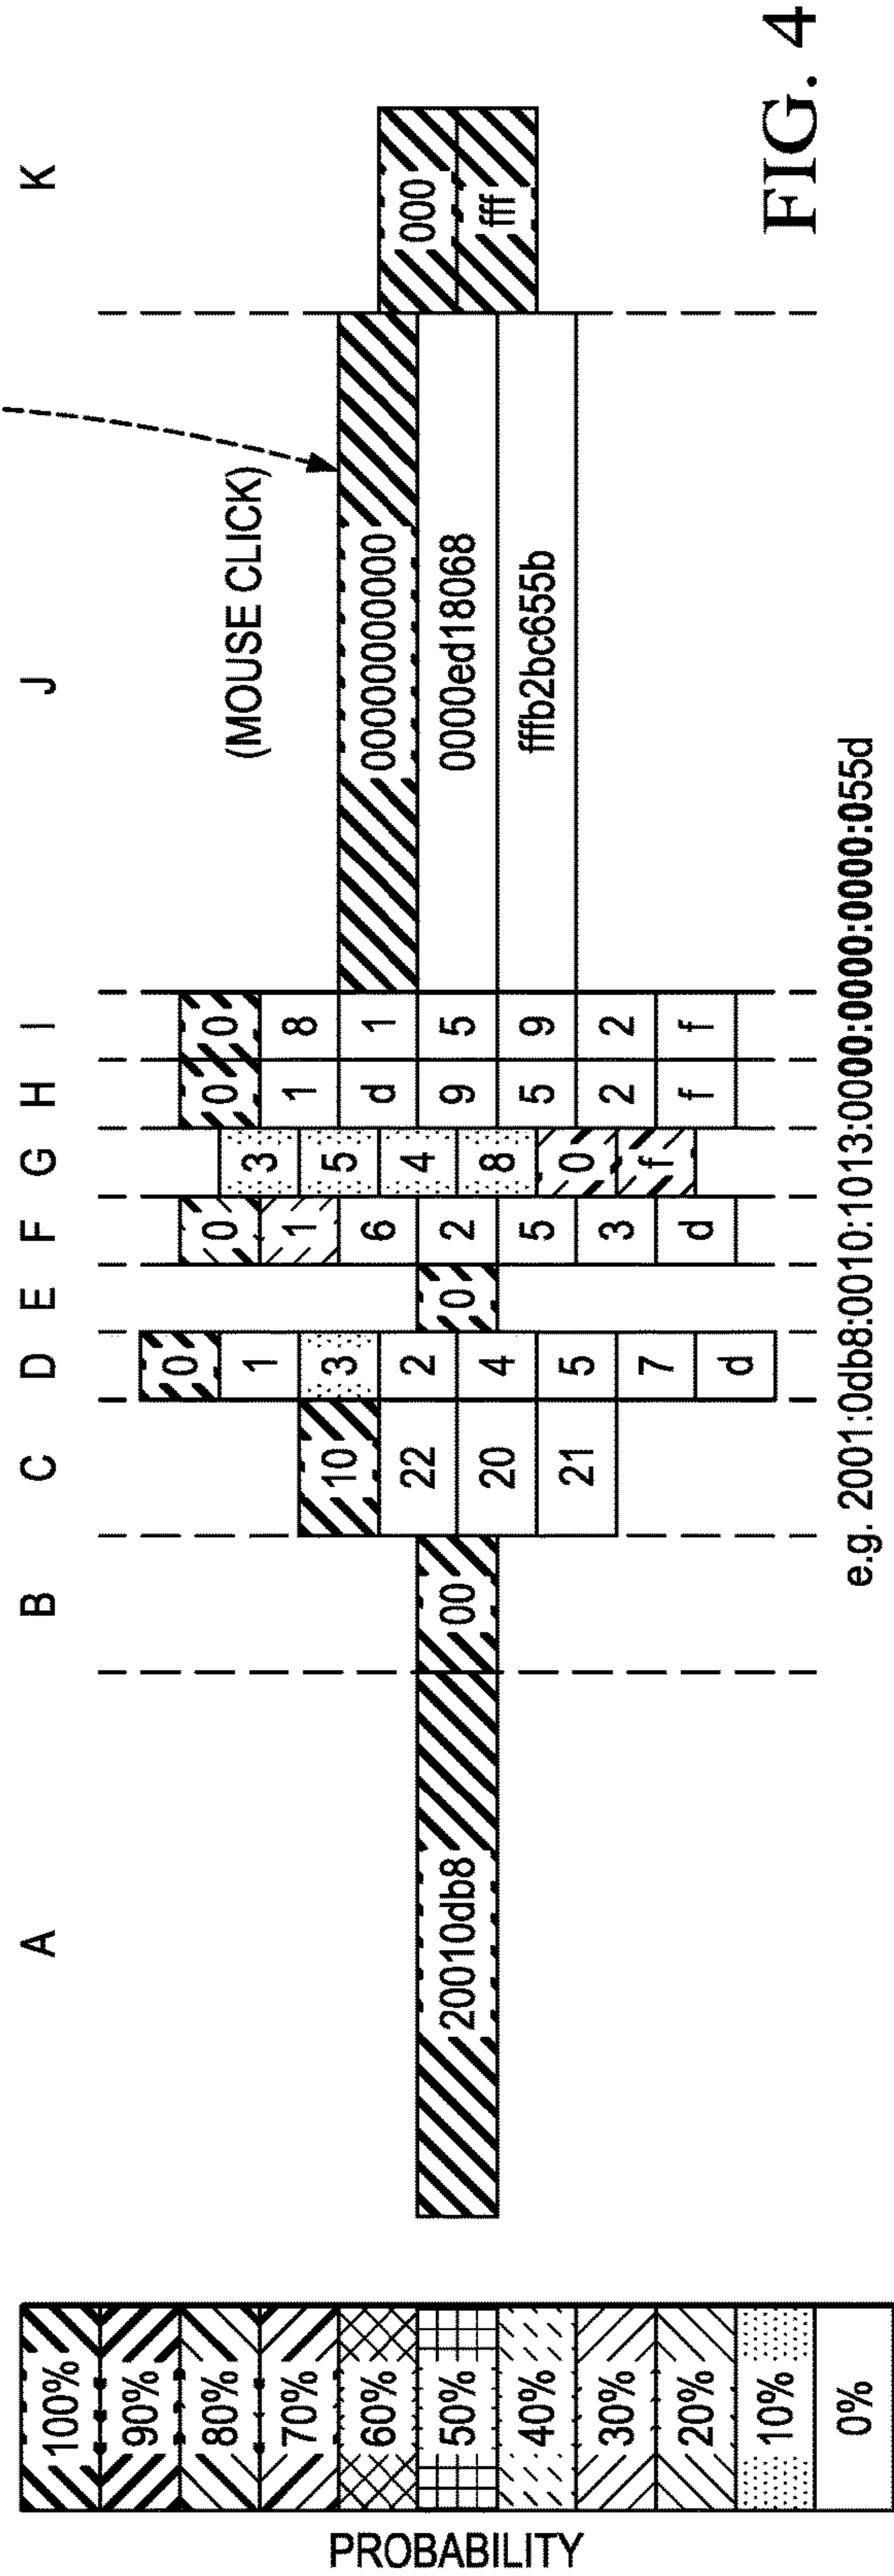 PROBABILITY
100%
90%
80%
70%
60%
50%
40%
30%
20%
10%
0%
A
B
C
D
E
F
G
H
I
J
K
20010db8
00
10
22
20
21
0
1
3
2
4
5
7
d
0
0
1
6
2
5
3
d
3
5
4
8
0
f
0
1
d
9
5
2
f
0
8
1
5
9
2
f
(MOUSE CLICK)
0000000000
0000ed18068
fffb2bc655b
000
fff
e.g. 2001:0db8:0010:1013:0000:0000:0000:055d
FIG. 4